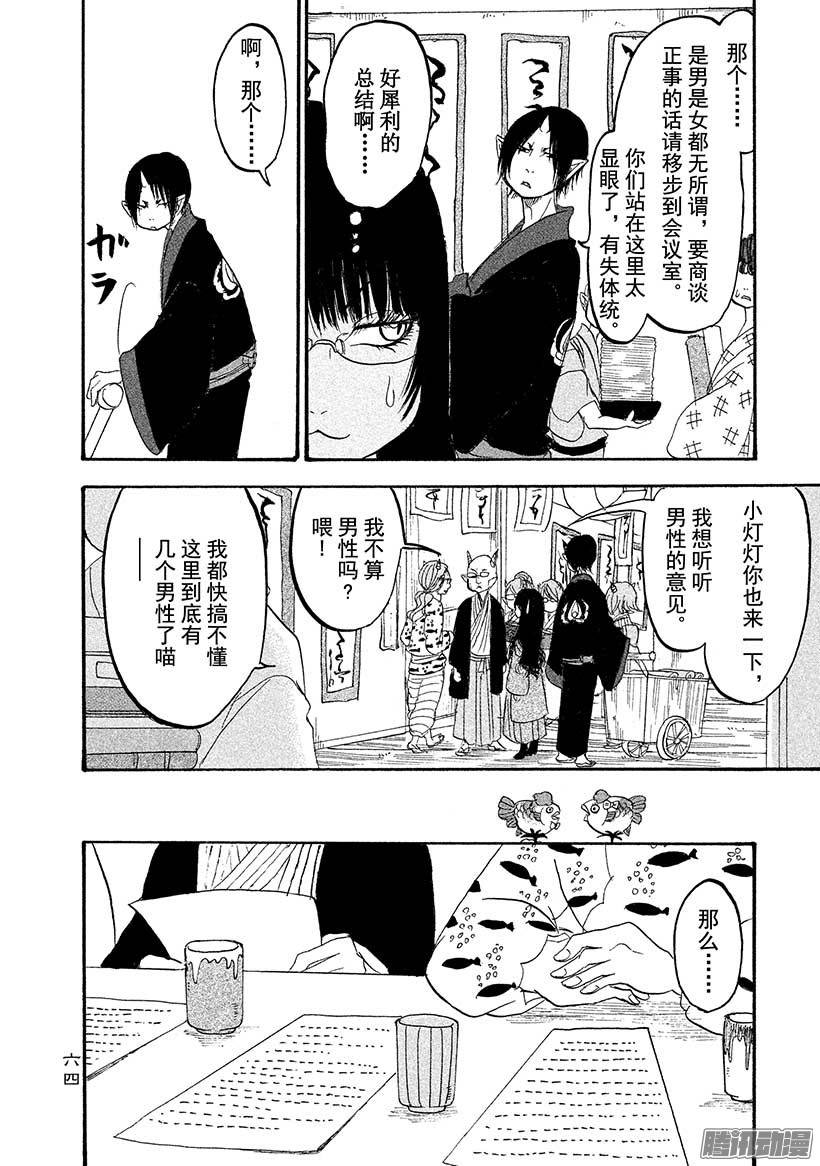 那个……
是男是女都无所谓，要商谈
正事的话请移步到会议室。
你们站在这里太
显眼了，有失体统。
好犀利的
总结啊……
…
啊，那个……
ガラ
小灯灯你也来一下，
我想听听
男性的意见。
我不算
男性吗？
喂！
我都快搞不懂
这里到底有
几个男性了喵
——
那么……
六四
腾讯动漫